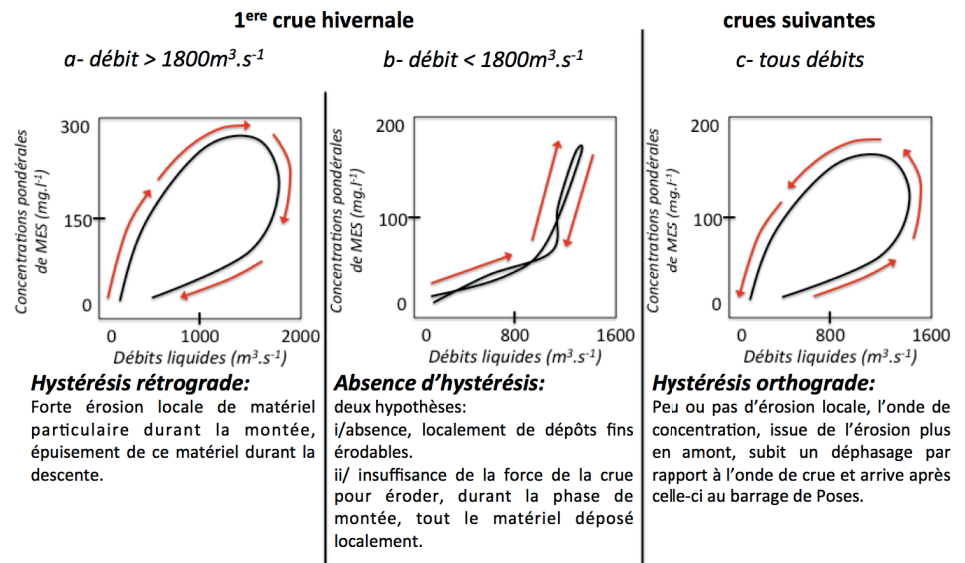 1ere crue hivernale
crues suivantes
a- débit > 1800m3.s-1
b- débit < 1800m3.s-1
c- tous débits
Concentrations pondérales
de MES (mg.l-1)
300
150
0
0
1000
2000
Débits liquides (m3.s-1)
Concentrations pondérales
de MES (mg.l-1)
200
100
0
0
800
1600
Débits liquides (m3.s-1)
Concentrations pondérales
de MES (mg.l-1)
200
100
0
0
800
1600
Débits liquides (m3.s-1)
Hystérésis rétrograde:
Forte érosion locale de matériel
particulaire durant la montée,
épuisement de ce matériel durant la
descente.
Absence d’hystérésis:
deux hypothèses:
i/absence, localement de dépôts fins
érodables.
ii/ insuffisance de la force de la crue
pour éroder, durant la phase de
montée, tout le matériel déposé
localement.
Hystérésis orthograde:
Peu ou pas d’érosion locale, l’onde de
concentration, issue de l’érosion plus
en amont, subit un déphasage par
rapport à l’onde de crue et arrive après
celle-ci au barrage de Poses.